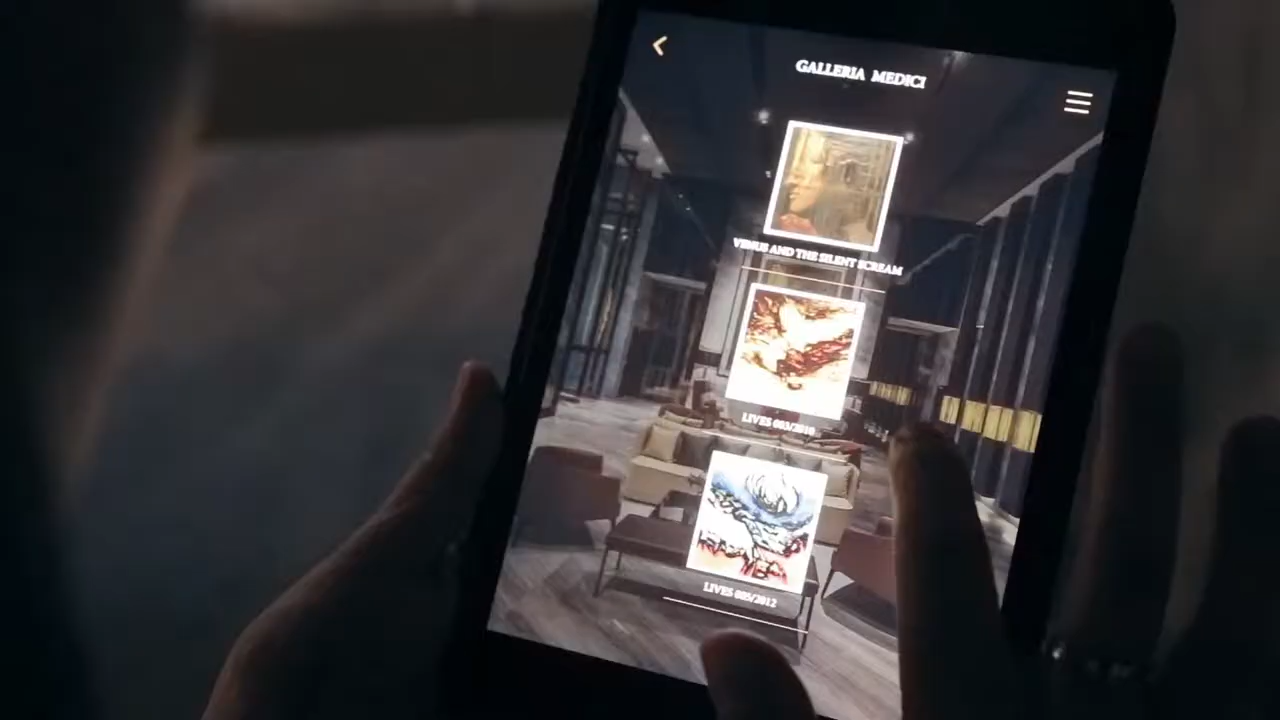 GALLERIA MEDICI
VENUS AND THE SILENT SCREAM
LIVES 003/2010
LIVES 005/2012